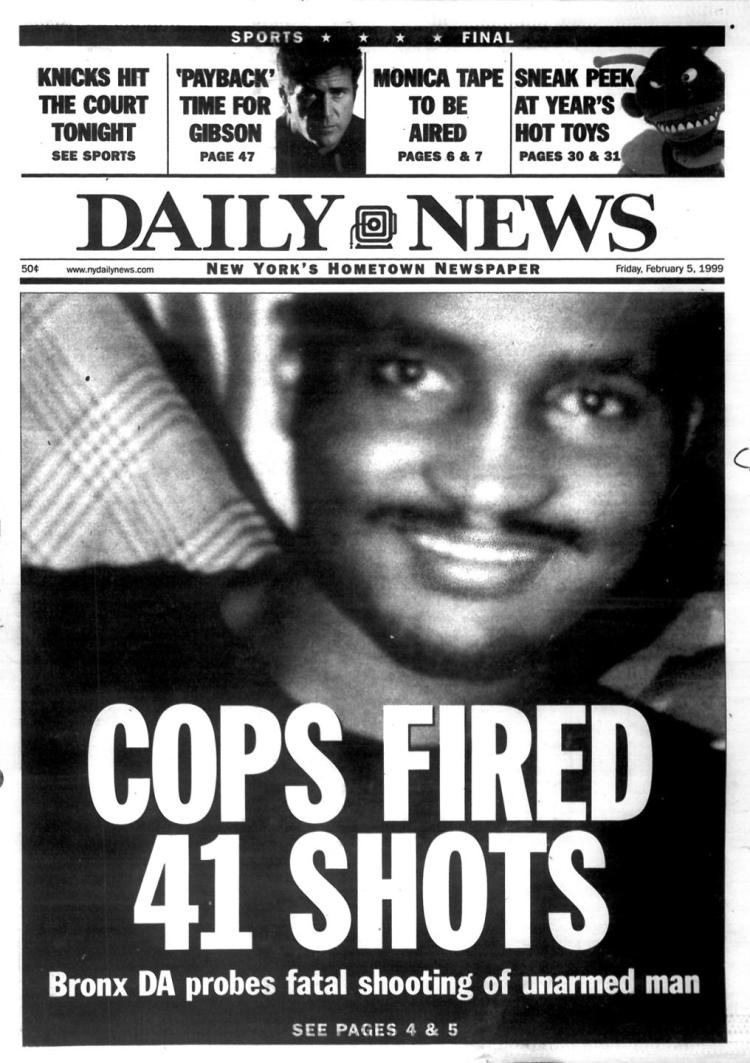 SPORTS ★ ★ ★ ★ FINAL
KNICKS HIT
THE COURT
TONIGHT
SEE SPORTS
'PAYBACK'
TIME FOR
GIBSON
PAGE 47
MONICA TAPE
TO BE
AIRED
PAGES 6 & 7
SNEAK PEEK
AT YEAR'S
HOT TOYS
PAGES 30 & 31
DAILY NEWS
50¢ www.nydailynews.com NEW YORK'S HOMETOWN NEWSPAPER Friday, February 5, 1999
COPS FIRED
41 SHOTS
Bronx DA probes fatal shooting of unarmed man
SEE PAGES 4 & 5